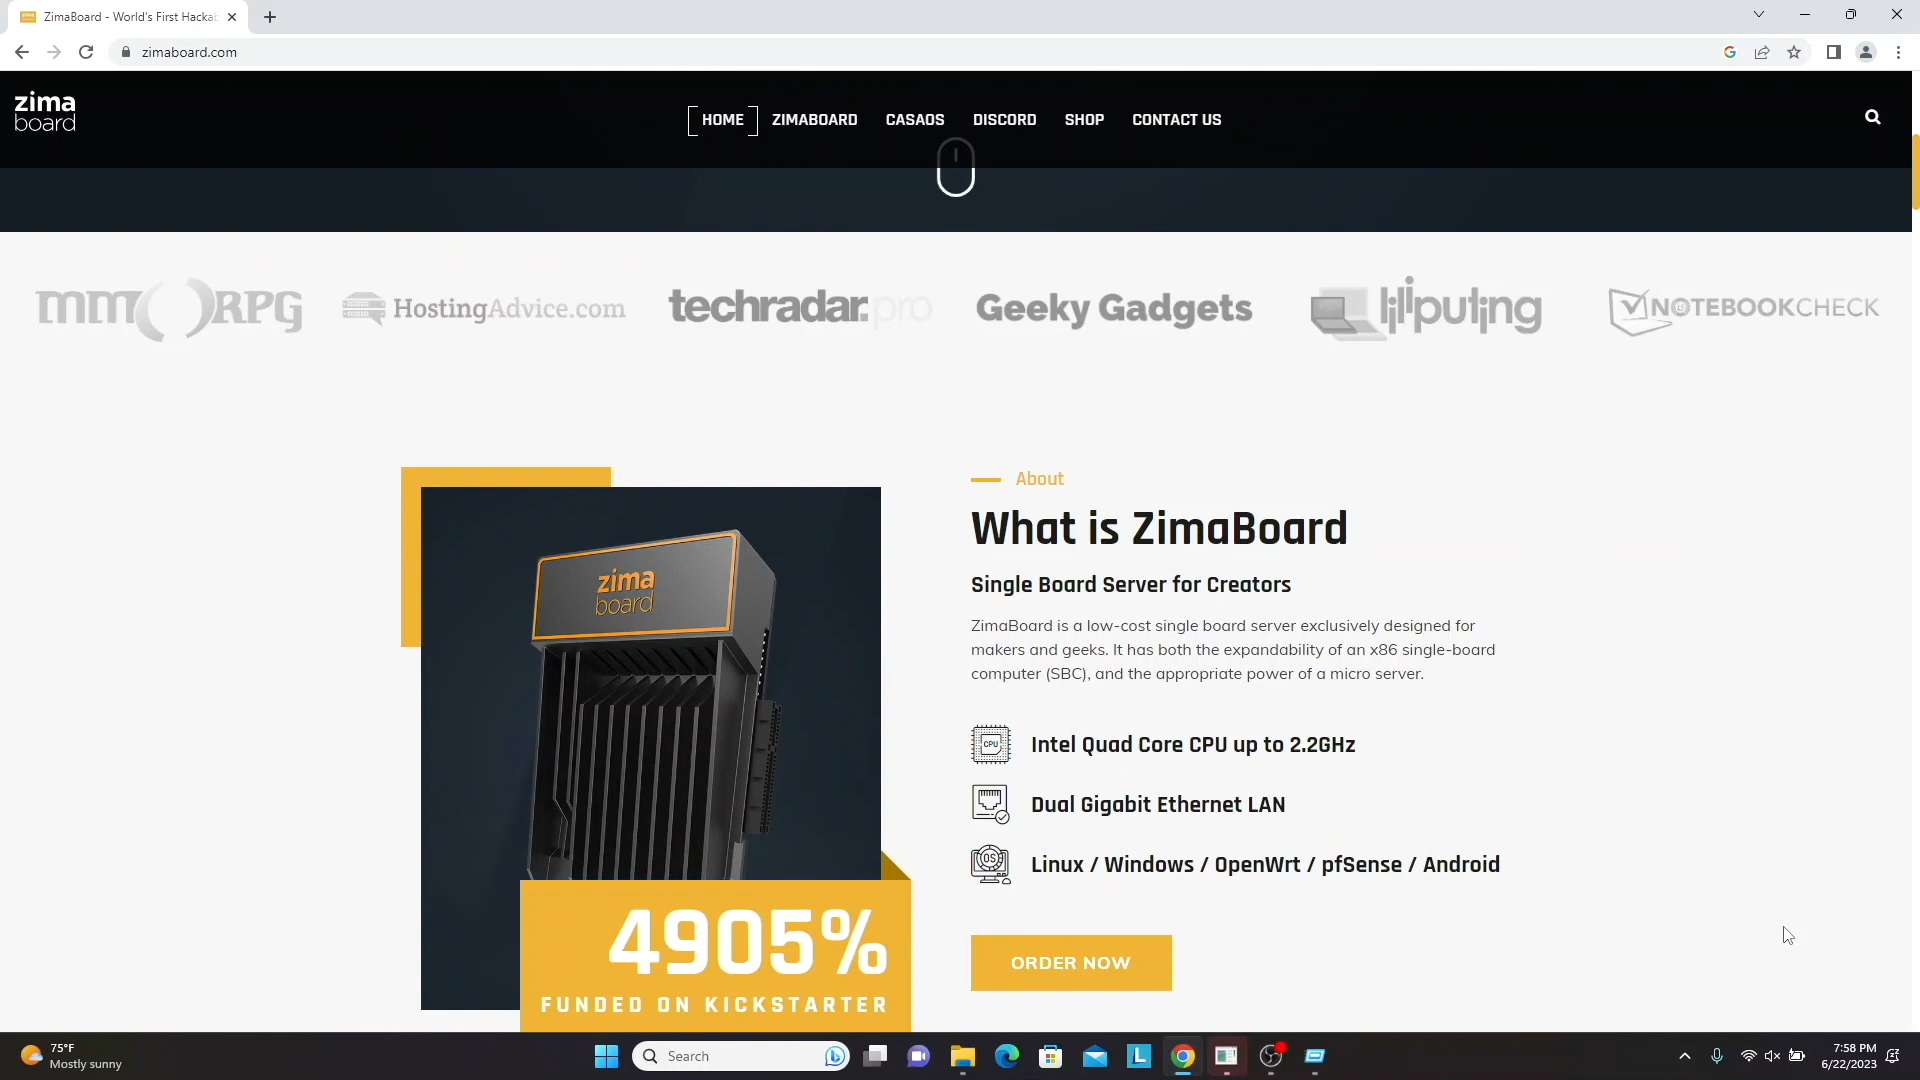 ZimaBoard - World's First Hackab
zimaboard.com
zima
board
HOME ZIMABOARD CASAOS DISCORD SHOP CONTACT US
mmorpg HostingAdvice.com techradar.pro Geeky Gadgets liliputing NOTEBOOKCHECK
About
What is ZimaBoard
Single Board Server for Creators
ZimaBoard is a low-cost single board server exclusively designed for
makers and geeks. It has both the expandability of an x86 single-board
computer (SBC), and the appropriate power of a micro server.
zima
board
CPU
Intel Quad Core CPU up to 2.2GHz
Dual Gigabit Ethernet LAN
OS
Linux / Windows / OpenWrt / pfSense / Android
4905%
FUNDED ON KICKSTARTER
ORDER NOW
75°F
Mostly sunny
Search
L
7:58 PM
6/22/2023